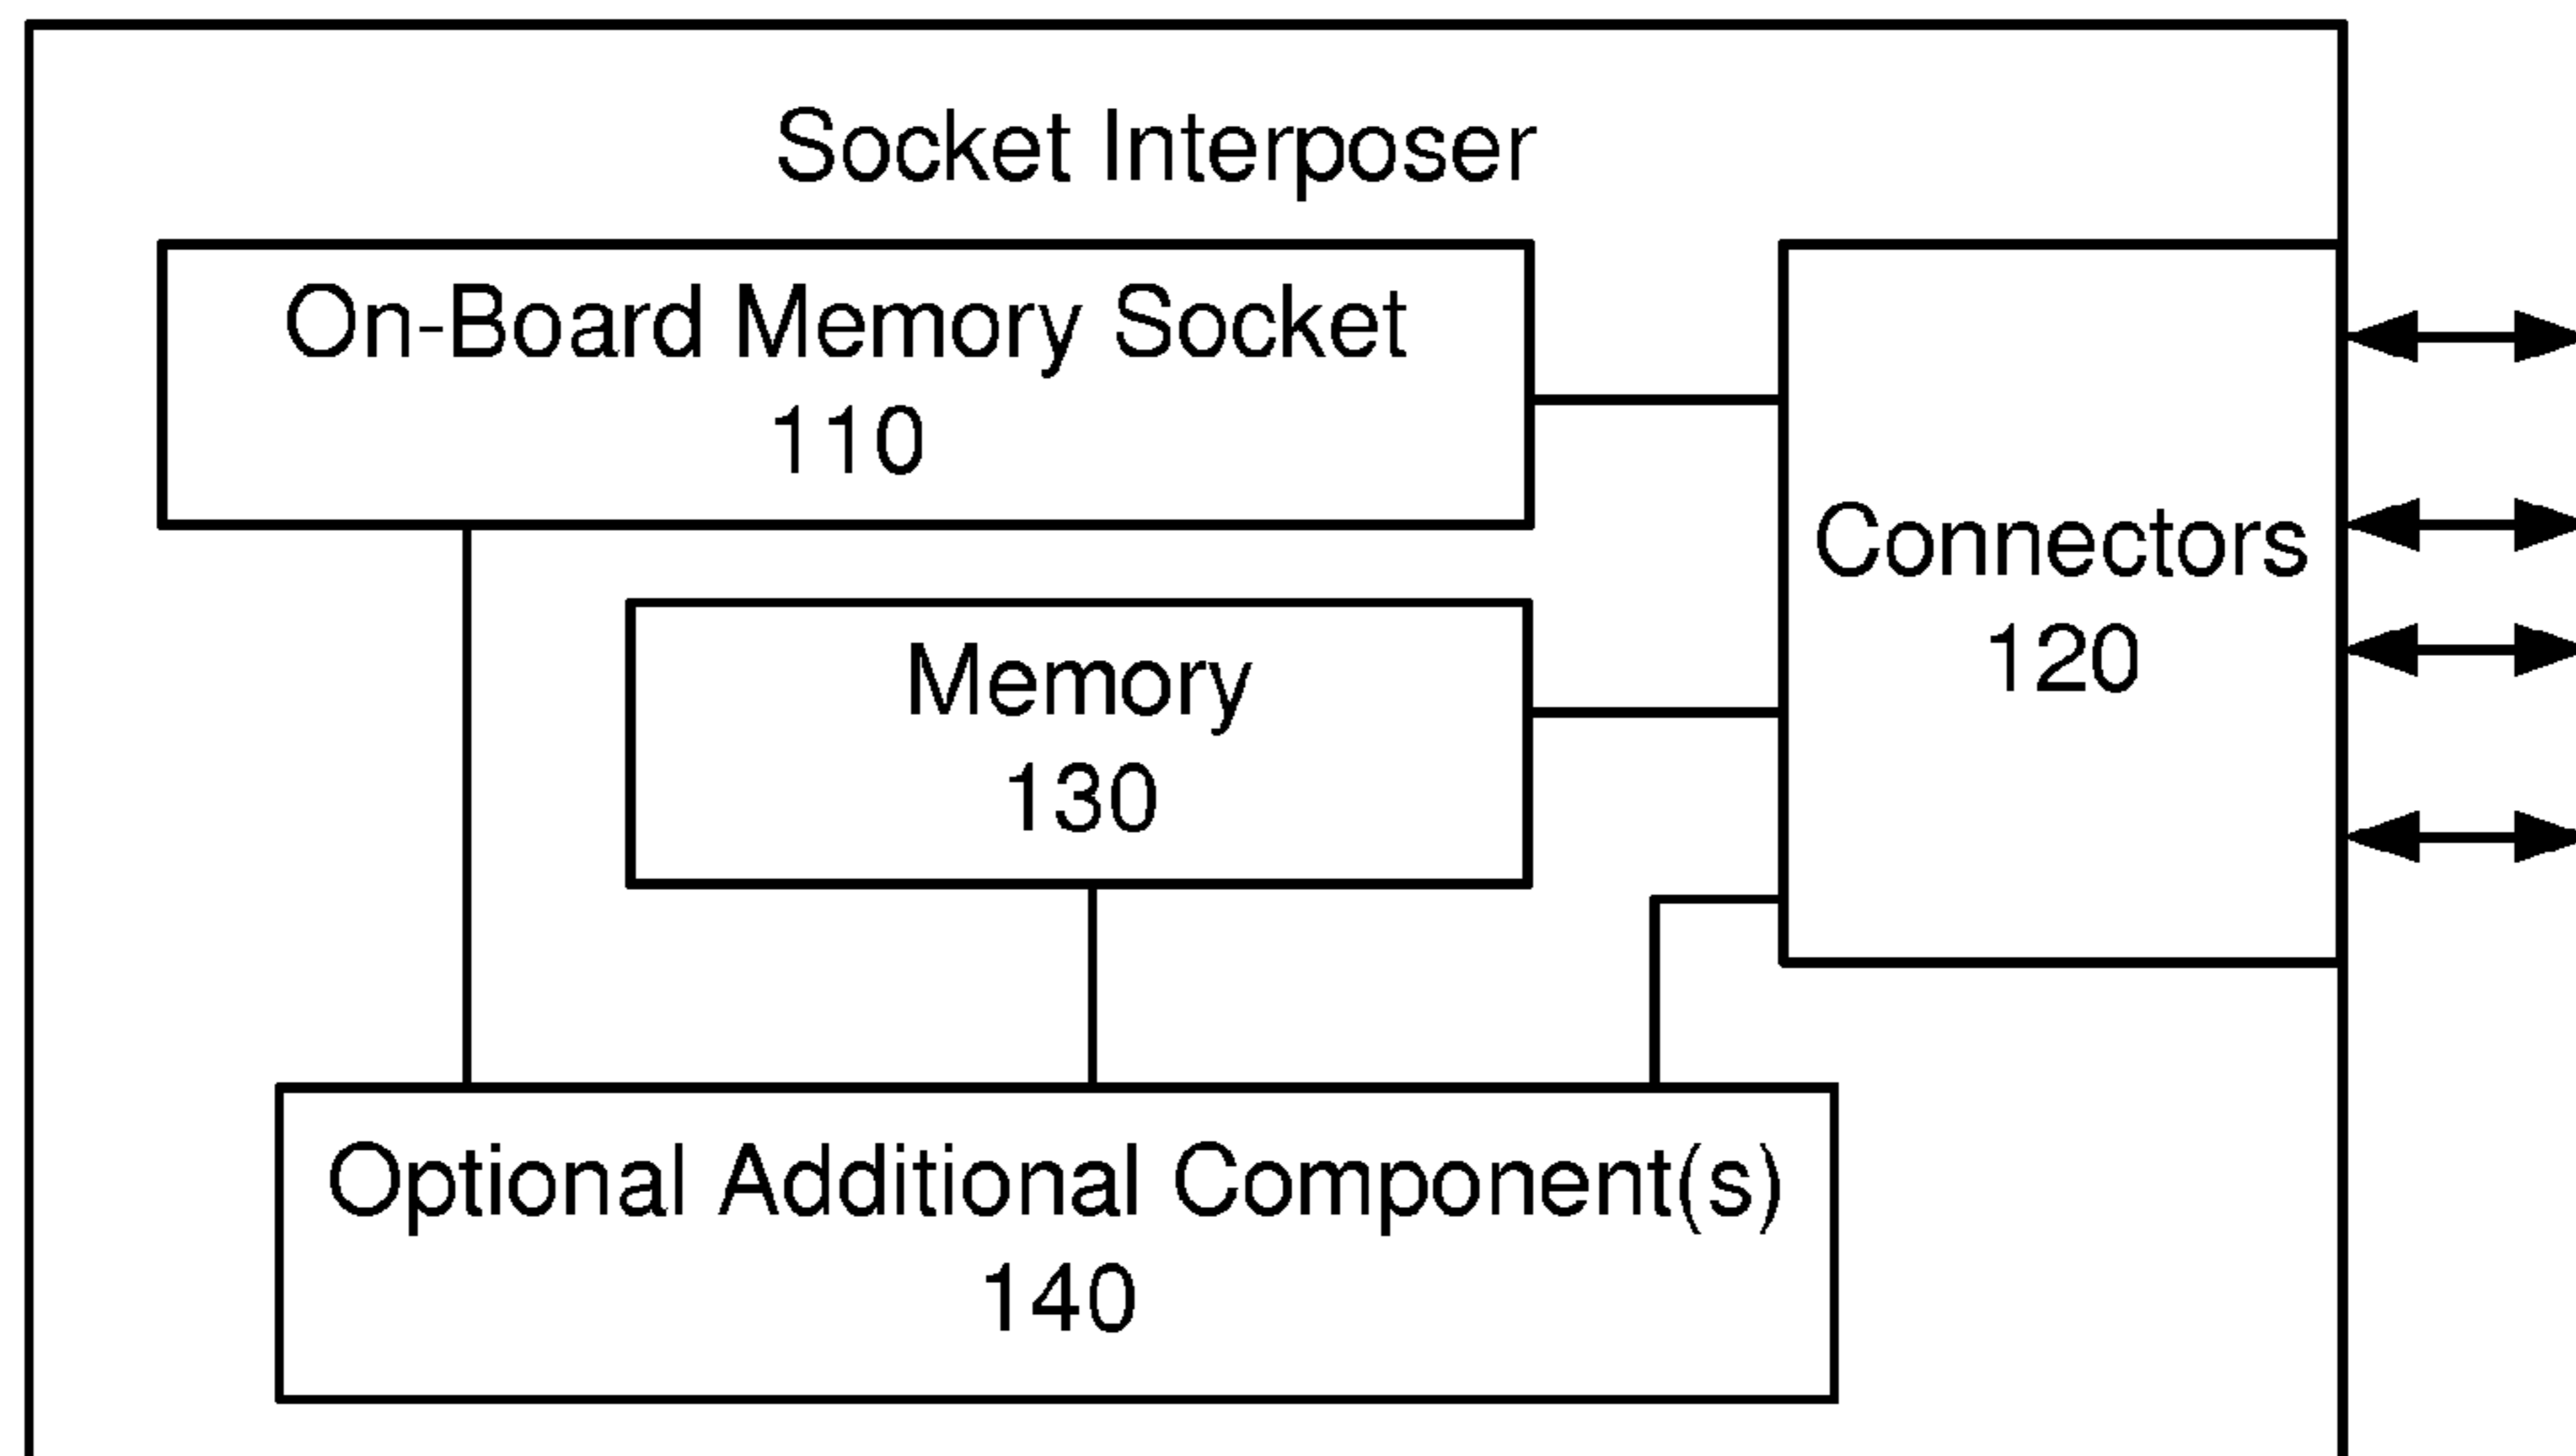 Socket Interposer
On-Board Memory Socket
110
Connectors
120
Memory
130
Optional Additional Component(s)
140